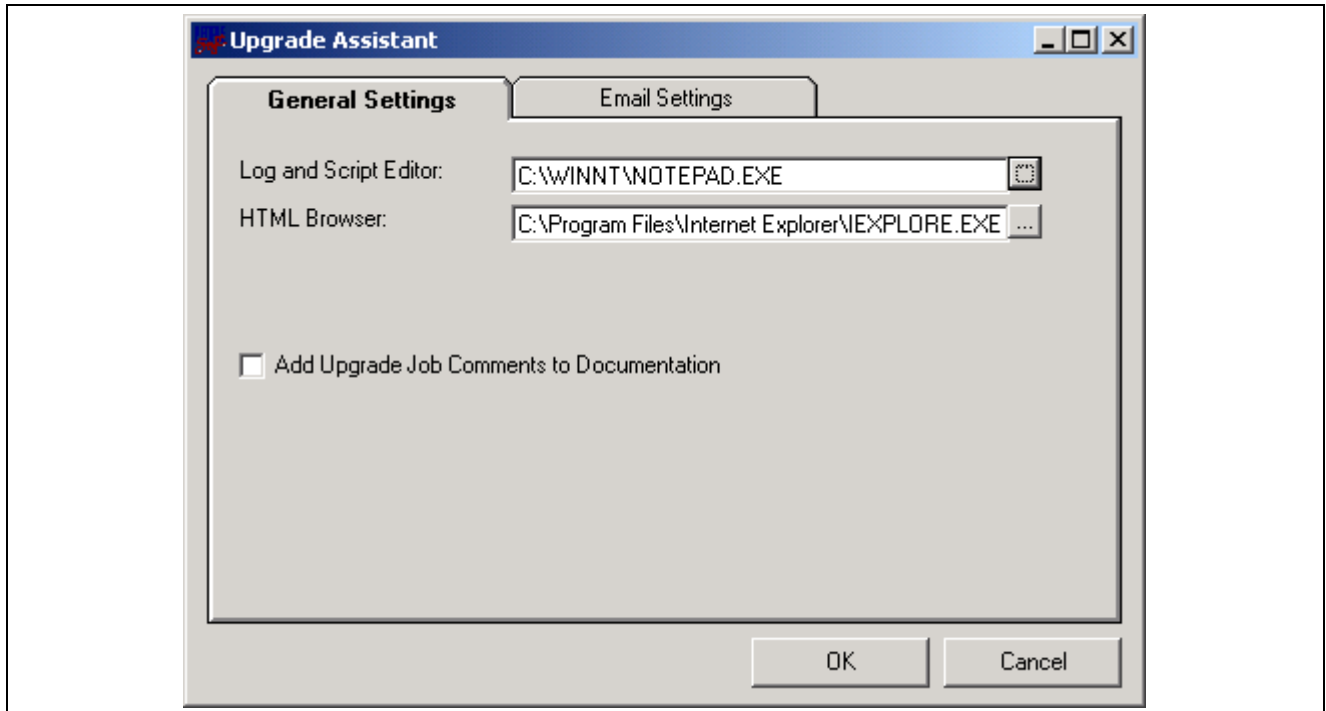 Upgrade Assistant
General Settings
Email Settings
Log and Script Editor:
C:\WINNT\NOTEPAD.EXE
HTML Browser:
C:\Program Files\Internet Explorer\IEXPLORE.EXE
...
Add Upgrade Job Comments to Documentation
OK
Cancel